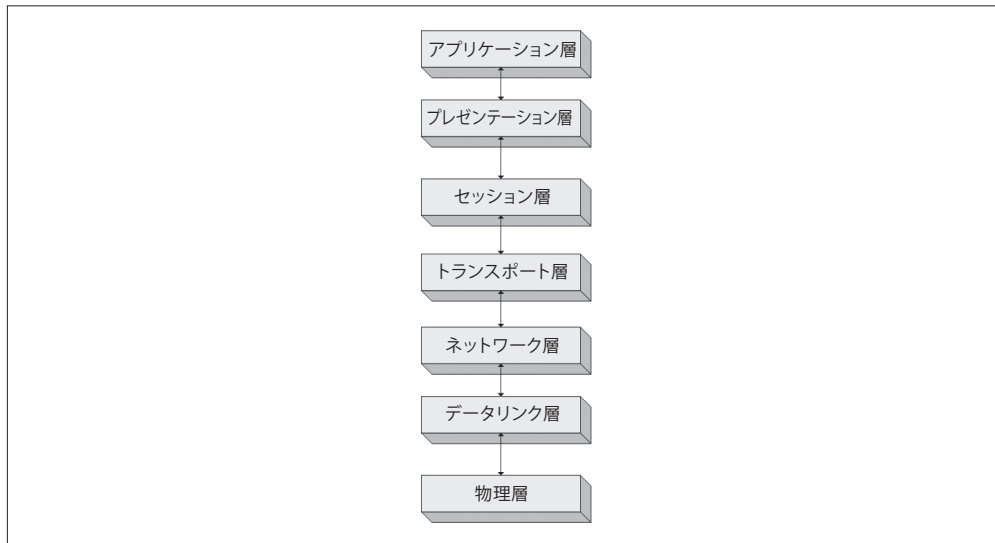 アプリケーション層
プレゼンテーション層
セッション層
トランスポート層
ネットワーク層
データリンク層
物理層